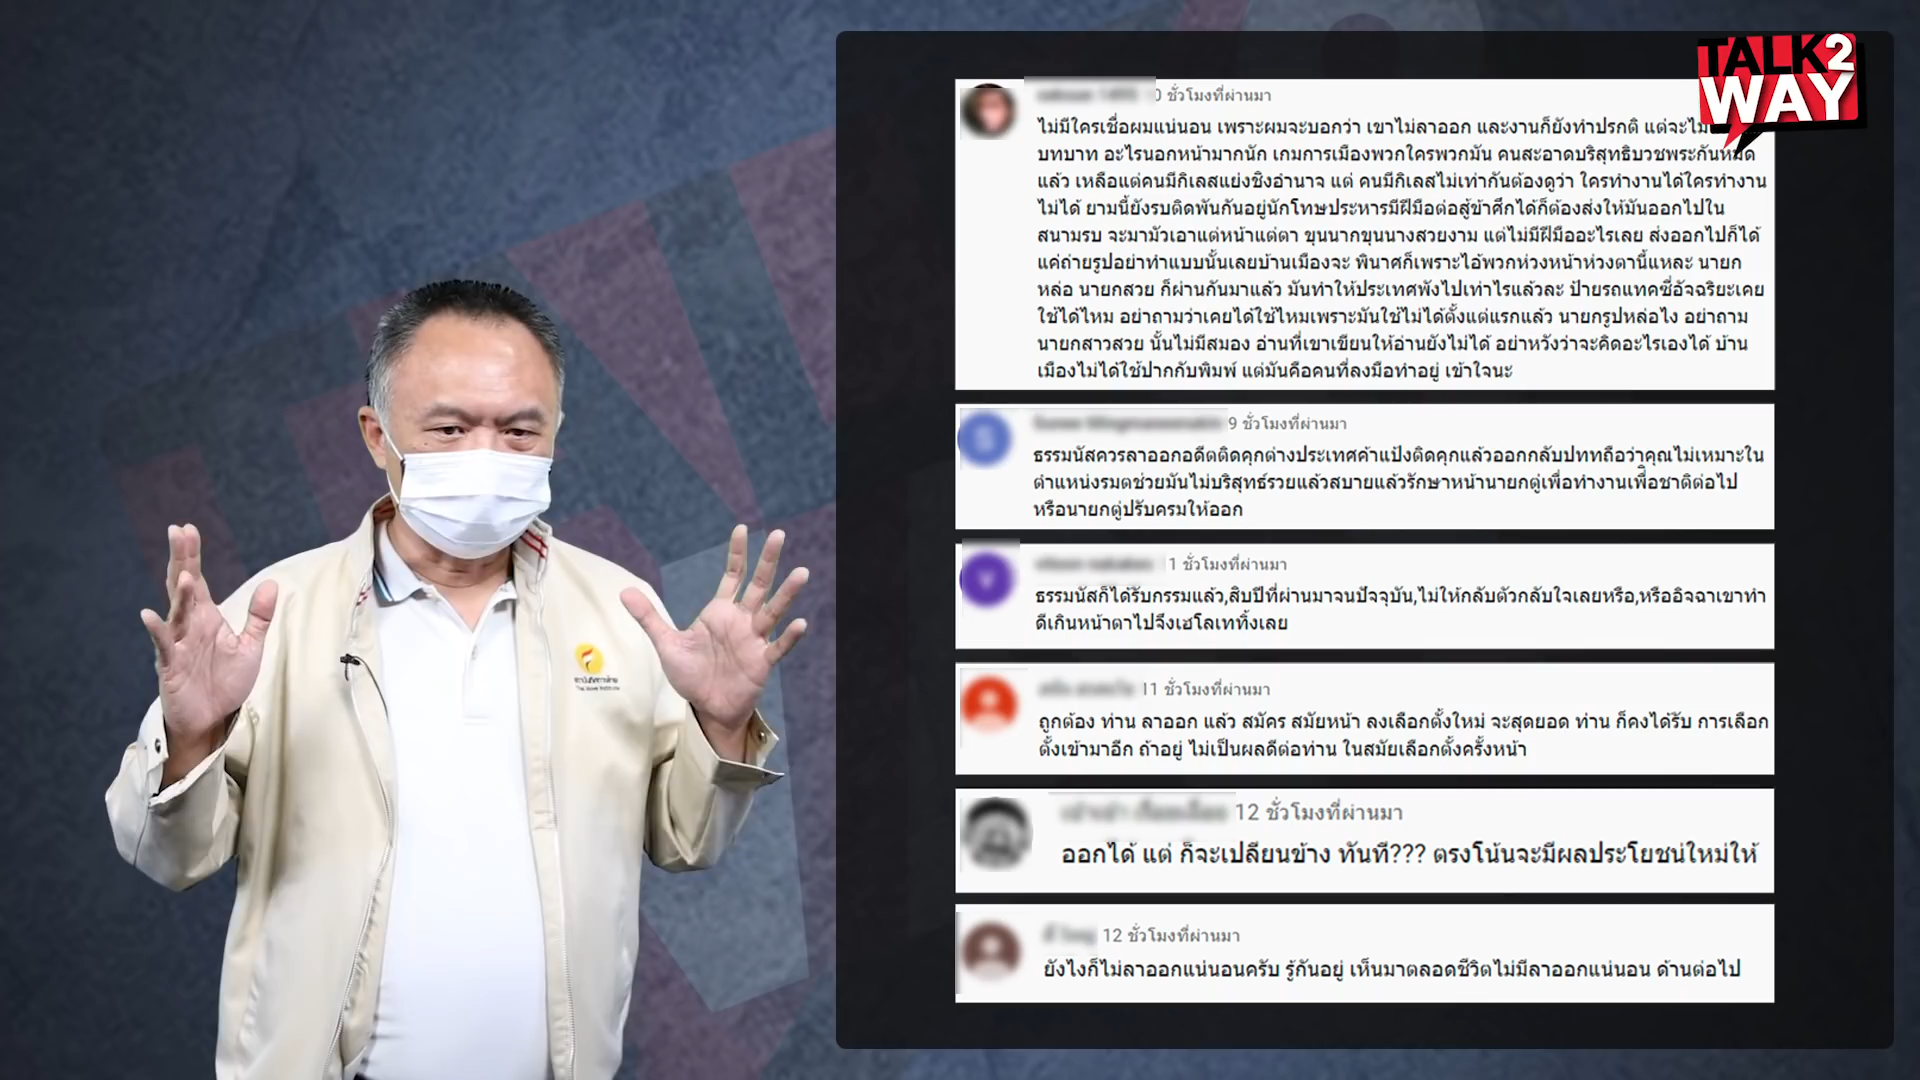 TALK2
WAY
0 ชั่วโมงที่ผ่านมา
ไม่มีใครเชื่อผมแน่นอน เพราะผมจะบอกว่า เขาไม่ลาออก และงานก็ยังทำปรกติ แต่จะไม่
บทบาท อะไรนอกหน้ามากนัก เกมการเมืองพวกใครพวกมัน คนสะอาดบริสุทธิบวชพระกันหมด
แล้ว เหลือแต่คนมีกิเลสแย่งชิงอำนาจ แต่ คนมีกิเลสไม่เท่ากันต้องดูว่า ใครทำงานได้ใครทำงาน
ไม่ได้ ยามนี้ยังรบติดพันกันอยู่นักโทษประหารมีฝีมือต่อสู้ข้าศึกได้ก็ต้องส่งให้มันออกไปใน
สนามรบ จะมามัวเอาแต่หน้าแต่ตา ขุนนากขุนนางสวยงาม แต่ไม่มีฝีมืออะไรเลย ส่งออกไปก็ได้
แค่ถ่ายรูปอย่าทำแบบนั้นเลยบ้านเมืองจะ พินาศก็เพราะไอ้พวกห่วงหน้าห่วงตานี้แหละ นายก
หล่อ นายกสวย ก็ผ่านกันมาแล้ว มันทำให้ประเทศพังไปเท่าไรแล้วละ ป้ายรถแทคซี่อัจฉริยะเคย
ใช้ได้ไหม อย่าถามว่าเคยได้ใช้ไหมเพราะมันใช้ไม่ได้ตั้งแต่แรกแล้ว นายกรูปหล่อไง อย่าถาม
นายกสาวสวย นั้นไม่มีสมอง อ่านที่เขาเขียนให้อ่านยังไม่ได้ อย่าหวังว่าจะคิดอะไรเองได้ บ้าน
เมืองไม่ได้ใช้ปากกับพิมพ์ แต่มันคือคนที่ลงมือทำอยู่ เข้าใจนะ
S
9 ชั่วโมงที่ผ่านมา
ธรรมนัสควรลาออกอดีตติดคุกต่างประเทศค้าแป้งติดคุกแล้วออกกลับปททถือว่าคุณไม่เหมาะใน
ตำแหน่งรมตช่วยมันไม่บริสุทธ์รวยแล้วสบายแล้วรักษาหน้านายกตู่เพื่อทำงานเพื่อชาติต่อไป
หรือนายกตู่ปรับครมให้ออก
v
1 ชั่วโมงที่ผ่านมา
ธรรมนัสก็ได้รับกรรมแล้ว,สิบปีที่ผ่านมาจนปัจจุบัน,ไม่ให้กลับตัวกลับใจเลยหรือ,หรืออิจฉาเขาทำ
ดีเกินหน้าตาไปจึงเฮโลเททิ้งเลย
11 ชั่วโมงที่ผ่านมา
ถูกต้อง ท่าน ลาออก แล้ว สมัคร สมัยหน้า ลงเลือกตั้งใหม่ จะสุดยอด ท่าน ก็คงได้รับ การเลือก
ตั้งเข้ามาอีก ถ้าอยู่ ไม่เป็นผลดีต่อท่าน ในสมัยเลือกตั้งครั้งหน้า
12 ชั่วโมงที่ผ่านมา
ออกได้ แต่ ก็จะเปลียนข้าง ทันที??? ตรงโน้นจะมีผลประโยชน์ใหม่ให้
12 ชั่วโมงที่ผ่านมา
ยังไงก็ไม่ลาออกแน่นอนครับ รู้กันอยู่ เห็นมาตลอดชีวิตไม่มีลาออกแน่นอน ด้านต่อไป